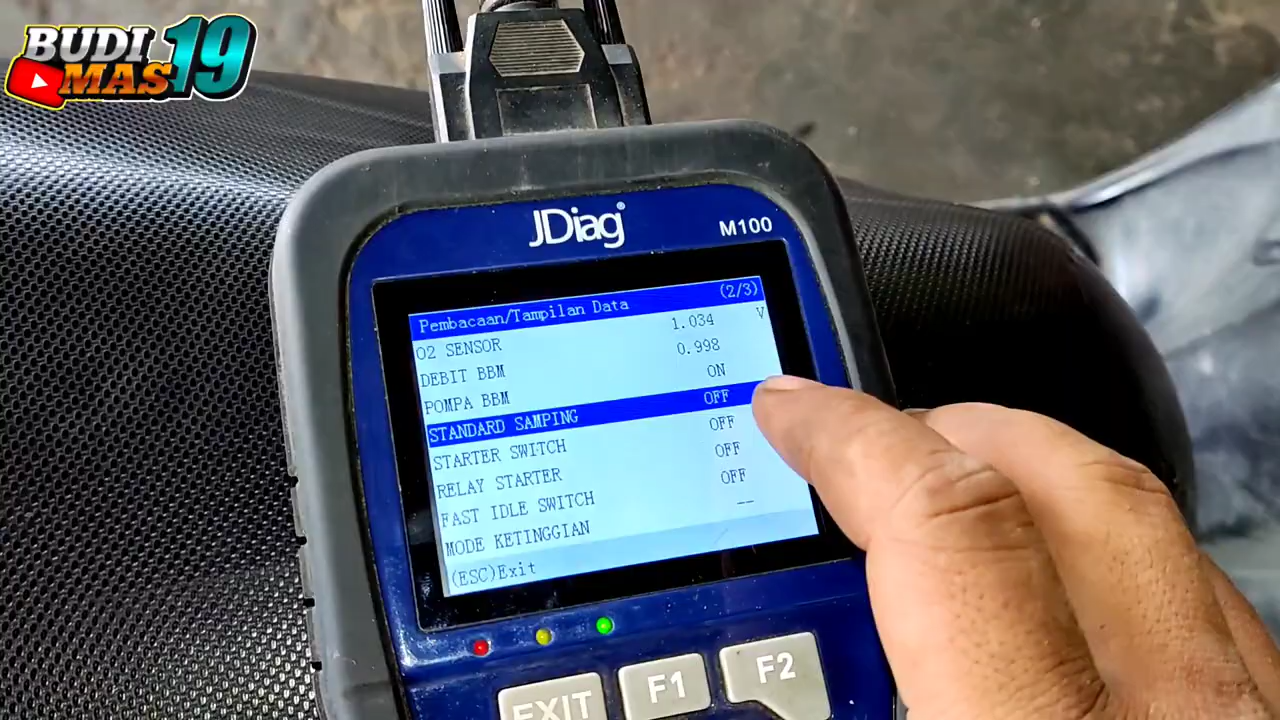 BUDI
MAS 19
JDiag®
M100
Pembacaan/Tampilan Data (2/3)
O2 SENSOR 1.034 V
DEBIT BBM 0.998
POMPA BBM ON
STANDARD SAMPING OFF
STARTER SWITCH OFF
RELAY STARTER OFF
FAST IDLE SWITCH OFF
MODE KETINGGIAN --
(ESC)Exit
EXIT
F1
F2